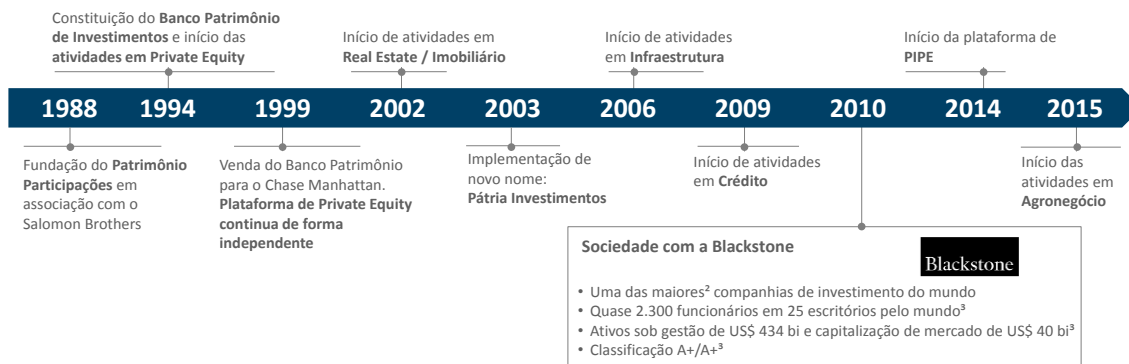 Constituição do Banco Patrimônio
de Investimentos e início das
atividades em Private Equity
Início de atividades em
Real Estate / Imobiliário
Início de atividades
em Infraestrutura
Início da plataforma de
PIPE
1988 1994 1999 2002 2003 2006 2009 2010 2014 2015
Fundação do Patrimônio
Participações em
associação com o
Salomon Brothers
Venda do Banco Patrimônio
para o Chase Manhattan.
Plataforma de Private Equity
continua de forma
independente
Implementação de
novo nome:
Pátria Investimentos
Início de atividades
em Crédito
Início das
atividades em
Agronegócio
Sociedade com a Blackstone
Blackstone
• Uma das maiores² companhias de investimento do mundo
• Quase 2.300 funcionários em 25 escritórios pelo mundo³
• Ativos sob gestão de US$ 434 bi e capitalização de mercado de US$ 40 bi³
• Classificação A+/A+³